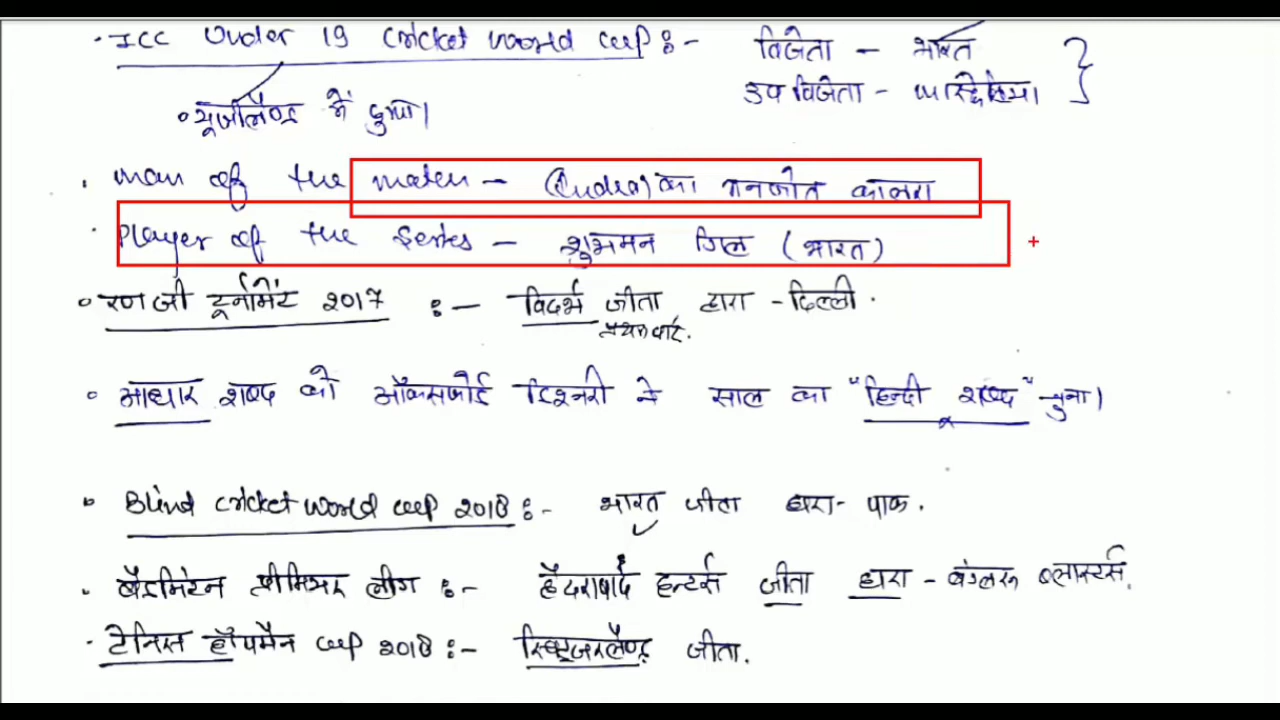 • ICC Under 19 Cricket World Cup :- विजेता - भारत }
उपविजेता - आस्ट्रेलिया
• न्यूजीलैण्ड में हुआ।
• Man of the match - (India) का मनजोत कालरा
• Player of the Series - शुभमन गिल (भारत)
• रणजी टूर्नामेंट 2017 :- विदर्भ जीता हारा - दिल्ली.
प्रथम बार.
• आधार शब्द को ऑक्सफोर्ड डिक्शनरी ने साल का "हिन्दी शब्द" चुना।
• Blind Cricket World Cup 2018 :- भारत जीता हारा - पाक.
• बैडमिंटन प्रीमियर लीग :- हैदराबाद हन्टर्स जीता हारा - बंगलरू ब्लास्टर्स.
• टेनिस हॉपमैन Cup 2018 :- स्विट्जरलैण्ड जीता.